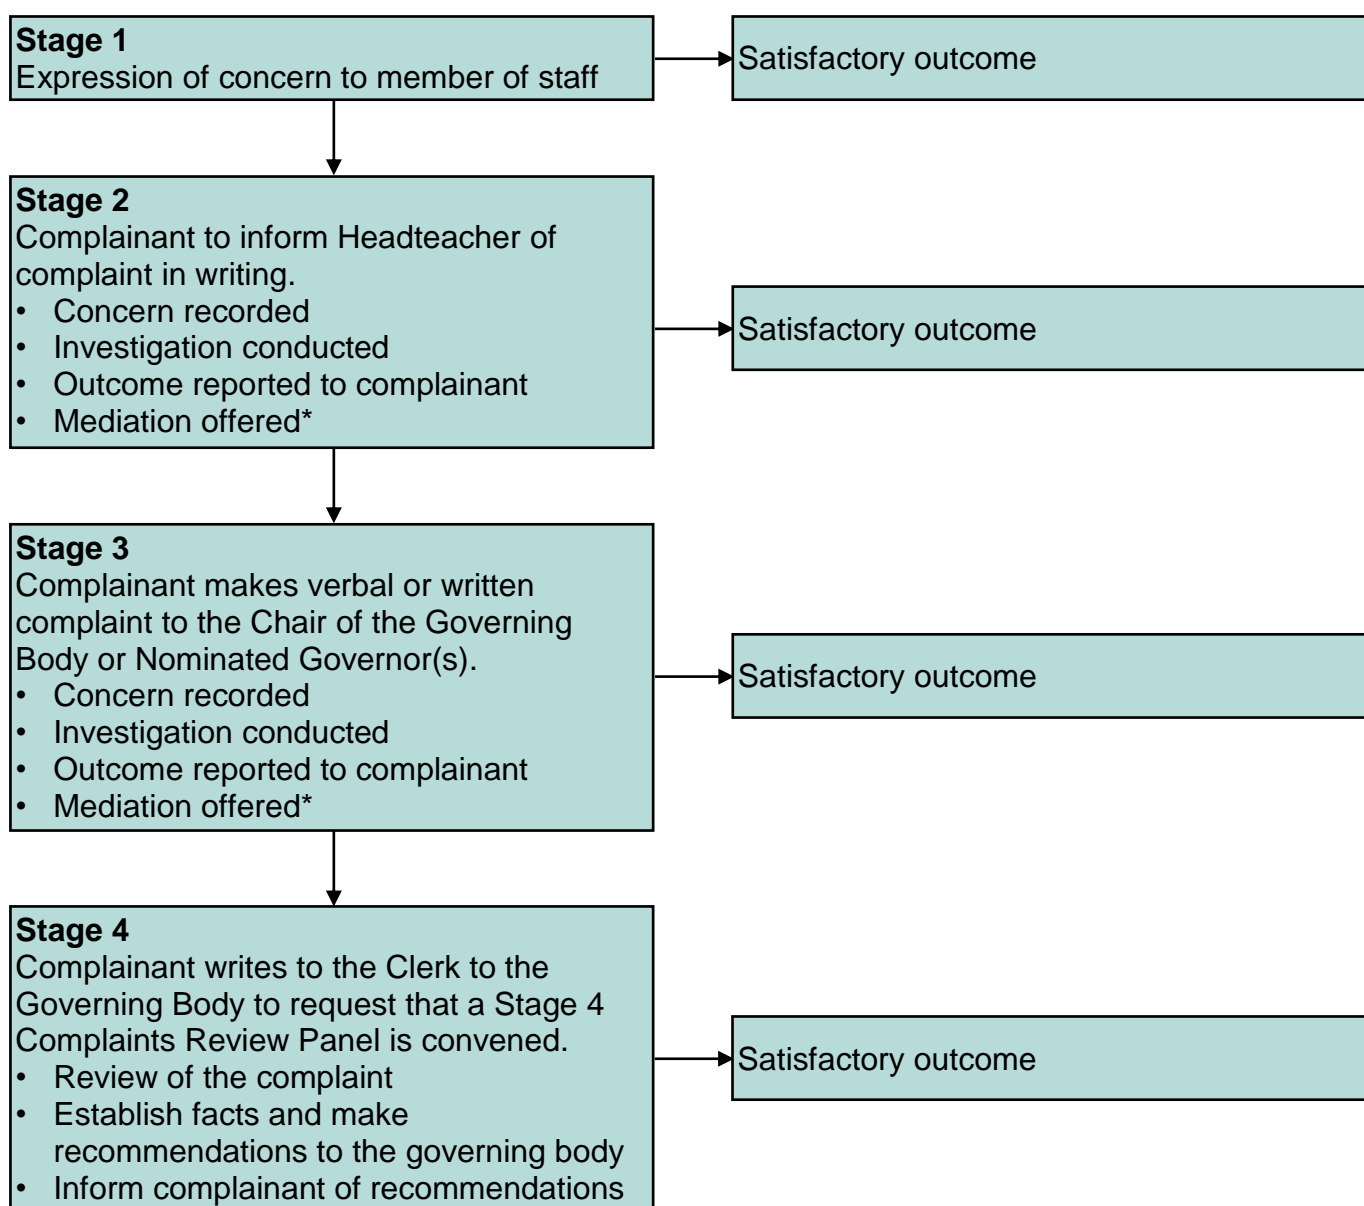 Stage 1
Expression of concern to member of staff
Satisfactory outcome
Stage 2
Complainant to inform Headteacher of
complaint in writing.
• Concern recorded
• Investigation conducted
• Outcome reported to complainant
• Mediation offered*
Satisfactory outcome
Stage 3
Complainant makes verbal or written
complaint to the Chair of the Governing
Body or Nominated Governor(s).
• Concern recorded
• Investigation conducted
• Outcome reported to complainant
• Mediation offered*
Satisfactory outcome
Stage 4
Complainant writes to the Clerk to the
Governing Body to request that a Stage 4
Complaints Review Panel is convened.
• Review of the complaint
• Establish facts and make
recommendations to the governing body
• Inform complainant of recommendations
Satisfactory outcome